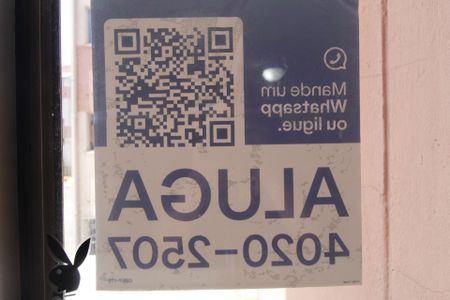 Mande um
Whatsapp
ou ligue.
ALUGA
4020-2507